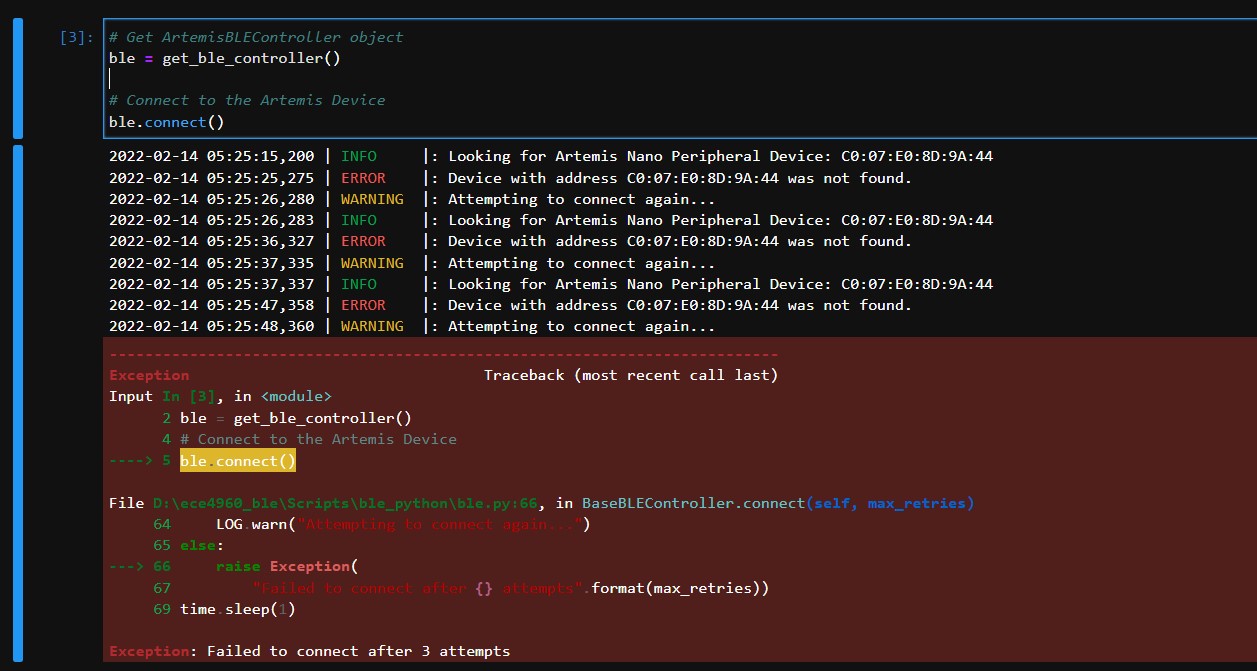 [3]: # Get ArtemisBLEController object
ble = get_ble_controller()
# Connect to the Artemis Device
ble.connect()
2022-02-14 05:25:15,200 | INFO     |: Looking for Artemis Nano Peripheral Device: C0:07:E0:8D:9A:44
2022-02-14 05:25:25,275 | ERROR    |: Device with address C0:07:E0:8D:9A:44 was not found.
2022-02-14 05:25:26,280 | WARNING  |: Attempting to connect again...
2022-02-14 05:25:26,283 | INFO     |: Looking for Artemis Nano Peripheral Device: C0:07:E0:8D:9A:44
2022-02-14 05:25:36,327 | ERROR    |: Device with address C0:07:E0:8D:9A:44 was not found.
2022-02-14 05:25:37,335 | WARNING  |: Attempting to connect again...
2022-02-14 05:25:37,337 | INFO     |: Looking for Artemis Nano Peripheral Device: C0:07:E0:8D:9A:44
2022-02-14 05:25:47,358 | ERROR    |: Device with address C0:07:E0:8D:9A:44 was not found.
2022-02-14 05:25:48,360 | WARNING  |: Attempting to connect again...
---------------------------------------------------------------------------
Exception                                 Traceback (most recent call last)
Input In [3], in <module>
      2 ble = get_ble_controller()
      4 # Connect to the Artemis Device
----> 5 ble.connect()
File D:\ece4960_ble\Scripts\ble_python\ble.py:66, in BaseBLEController.connect(self, max_retries)
     64     LOG.warn("Attempting to connect again...")
     65 else:
---> 66     raise Exception(
     67         "Failed to connect after {} attempts".format(max_retries))
     69 time.sleep(1)
Exception: Failed to connect after 3 attempts